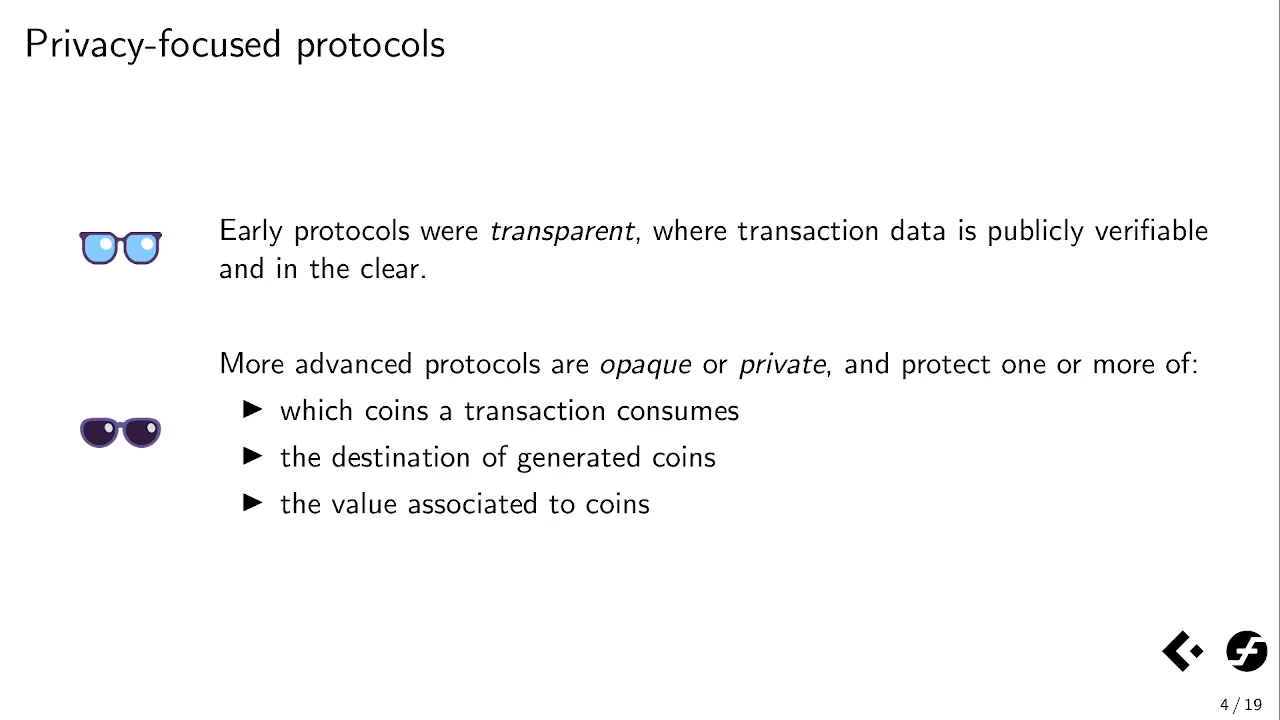 Privacy-focused protocols
Early protocols were transparent, where transaction data is publicly verifiable
and in the clear.
More advanced protocols are opaque or private, and protect one or more of:
▶ which coins a transaction consumes
▶ the destination of generated coins
▶ the value associated to coins
4 / 19